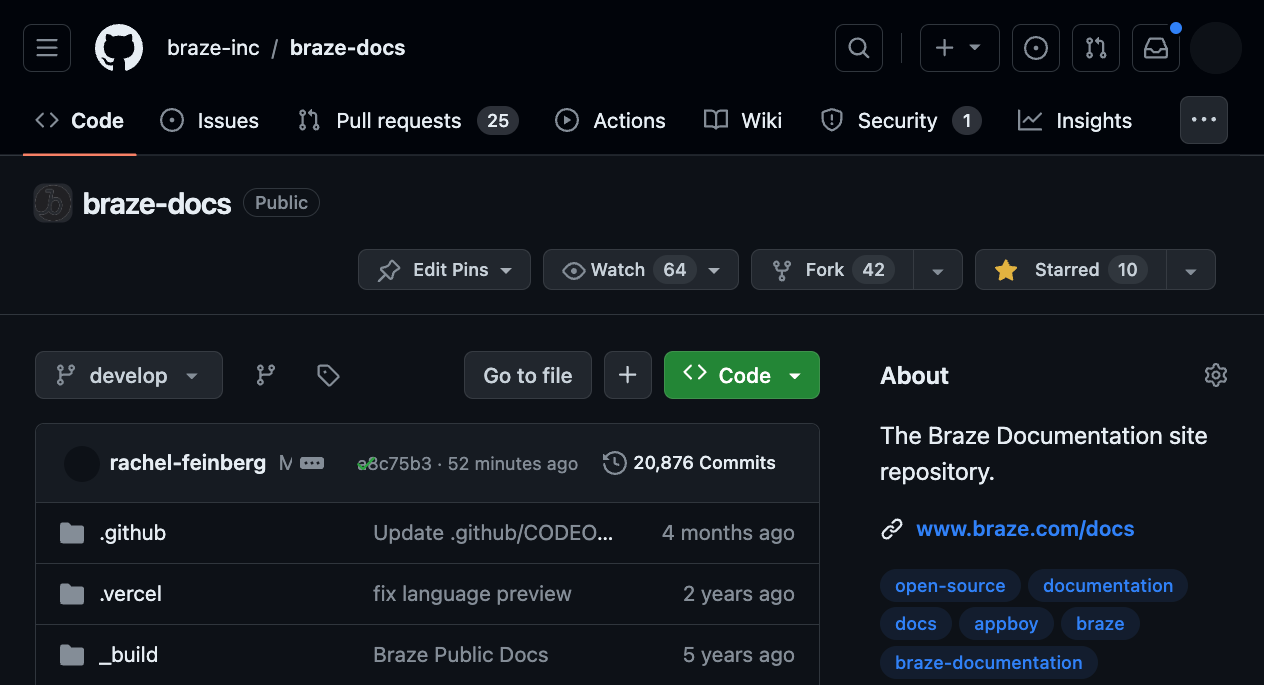 braze-inc / braze-docs
Code Issues Pull requests 25 Actions Wiki Security 1 Insights
braze-docs Public
Edit Pins Watch 64 Fork 42 Starred 10
develop Go to file Code
About
The Braze Documentation site
repository.
rachel-feinberg M 52 minutes ago 20,876 Commits
www.braze.com/docs
.github Update .github/CODEO... 4 months ago
.vercel fix language preview 2 years ago
_build Braze Public Docs 5 years ago
open-source documentation
docs appboy braze
braze-documentation